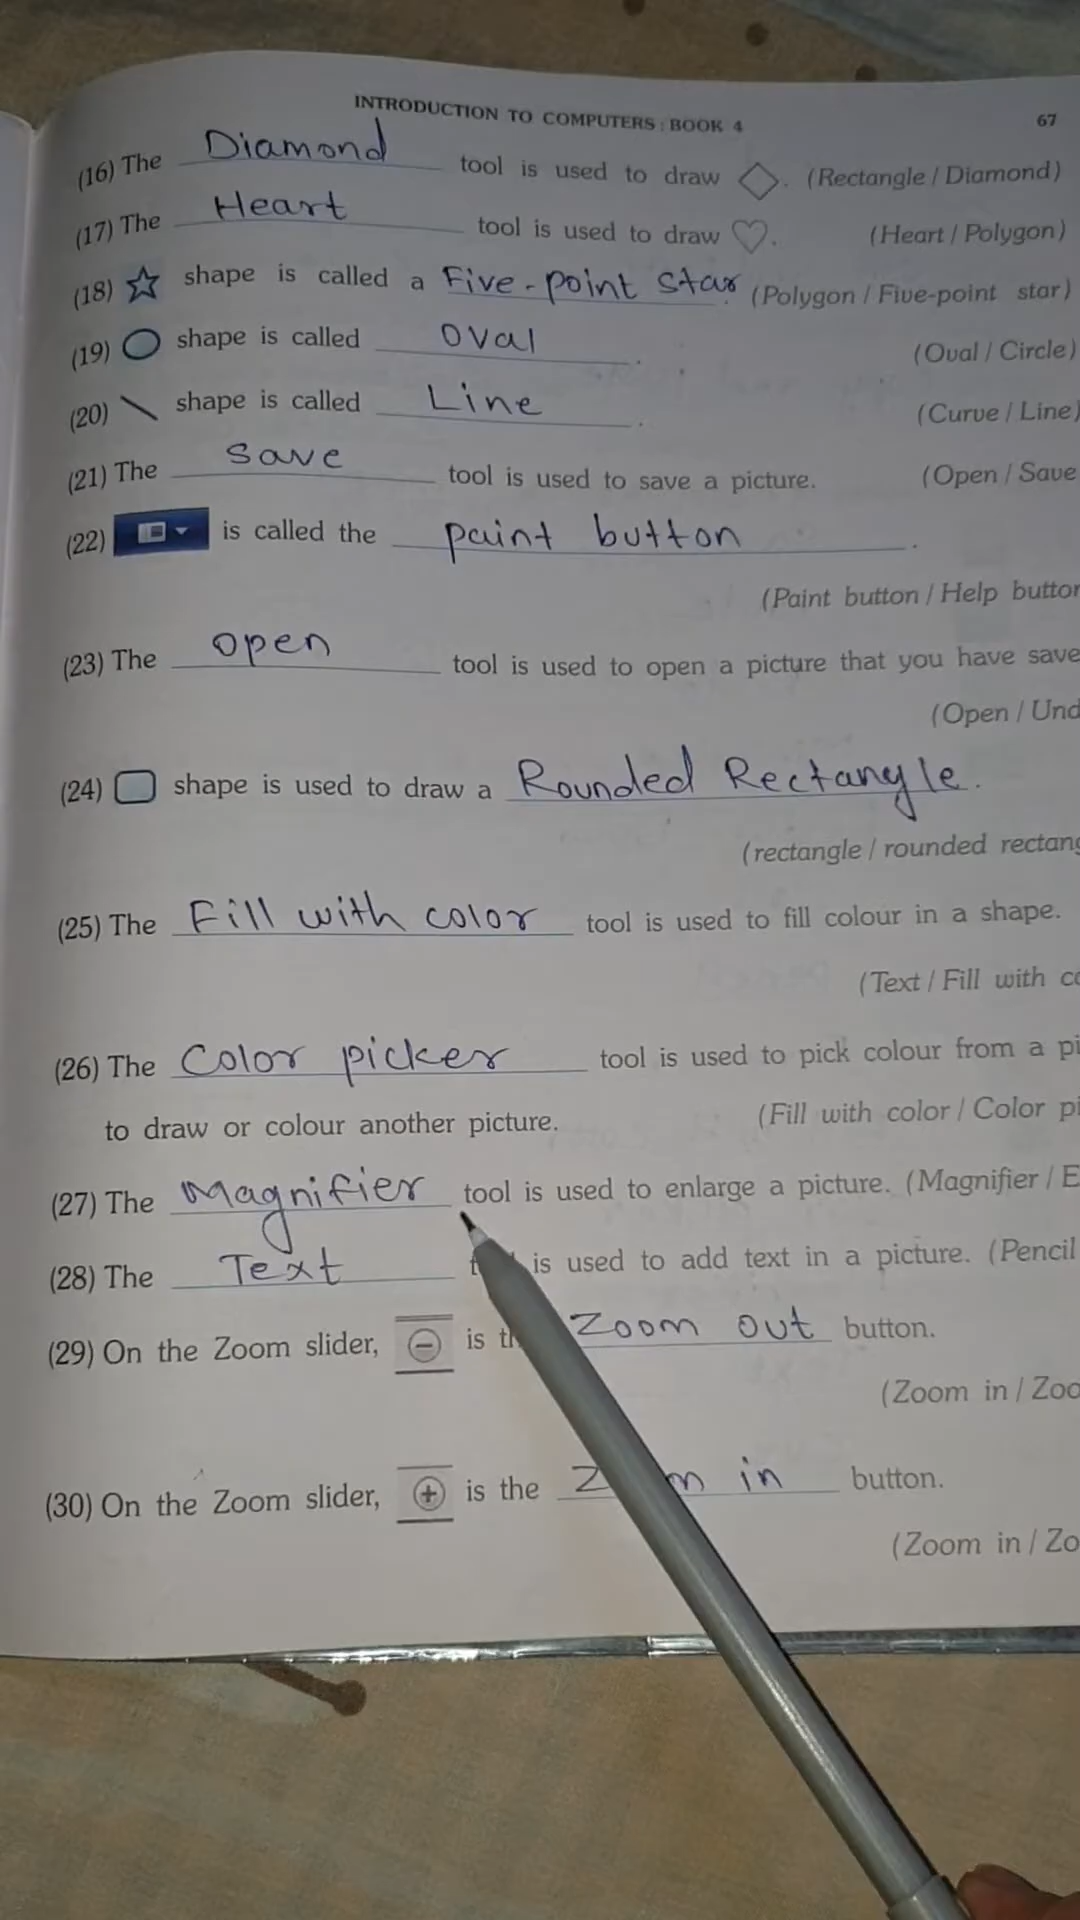 INTRODUCTION TO COMPUTERS : BOOK 4 67
(16) The Diamond tool is used to draw . (Rectangle / Diamond)
(17) The Heart tool is used to draw . (Heart / Polygon)
(18) shape is called a Five-point Star. (Polygon / Five-point star)
(19) shape is called Oval . (Oval / Circle)
(20) shape is called Line . (Curve / Line)
(21) The Save tool is used to save a picture. (Open / Save
(22) is called the paint button .
(Paint button / Help button
(23) The open tool is used to open a picture that you have save
(Open / Und
(24) shape is used to draw a Rounded Rectangle.
(rectangle / rounded rectang
(25) The Fill with color tool is used to fill colour in a shape.
(Text / Fill with co
(26) The Color picker tool is used to pick colour from a pi
to draw or colour another picture. (Fill with color / Color pi
(27) The Magnifier tool is used to enlarge a picture. (Magnifier / E
(28) The Text is used to add text in a picture. (Pencil
(29) On the Zoom slider, is th Zoom out button.
(Zoom in / Zoo
(30) On the Zoom slider, is the in button.
(Zoom in / Zo